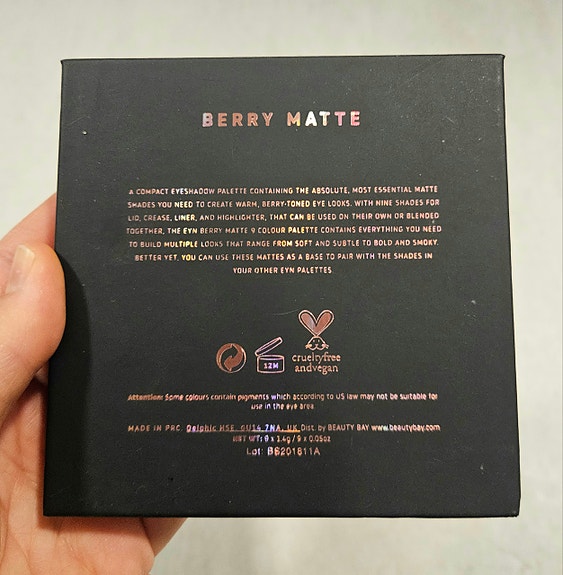 BERRY MATTE
A COMPACT EYESHADOW PALETTE CONTAINING THE ABSOLUTE, MOST ESSENTIAL MATTE
SHADES YOU NEED TO CREATE WARM, BERRY-TONED EYE LOOKS. WITH NINE SHADES FOR
LID, CREASE, LINER, AND HIGHLIGHTER, THAT CAN BE USED ON THEIR OWN OR BLENDED
TOGETHER, THE EYN BERRY MATTE 9 COLOUR PALETTE CONTAINS EVERYTHING YOU NEED
TO BUILD MULTIPLE LOOKS THAT RANGE FROM SOFT AND SUBTLE TO BOLD AND SMOKY.
BETTER YET, YOU CAN USE THESE MATTES AS A BASE TO PAIR WITH THE SHADES IN
YOUR OTHER EYN PALETTES.
12M
crueltyfree
andvegan
Attention: Some colours contain pigments which according to US law may not be suitable for
use in the eye area.
MADE IN PRC. Delphic HSE, GU14 7NA, UK Dist. by BEAUTY BAY www.beautybay.com
NET WT: 9 x 1.4g / 9 x 0.05oz
Lot: BB201811A